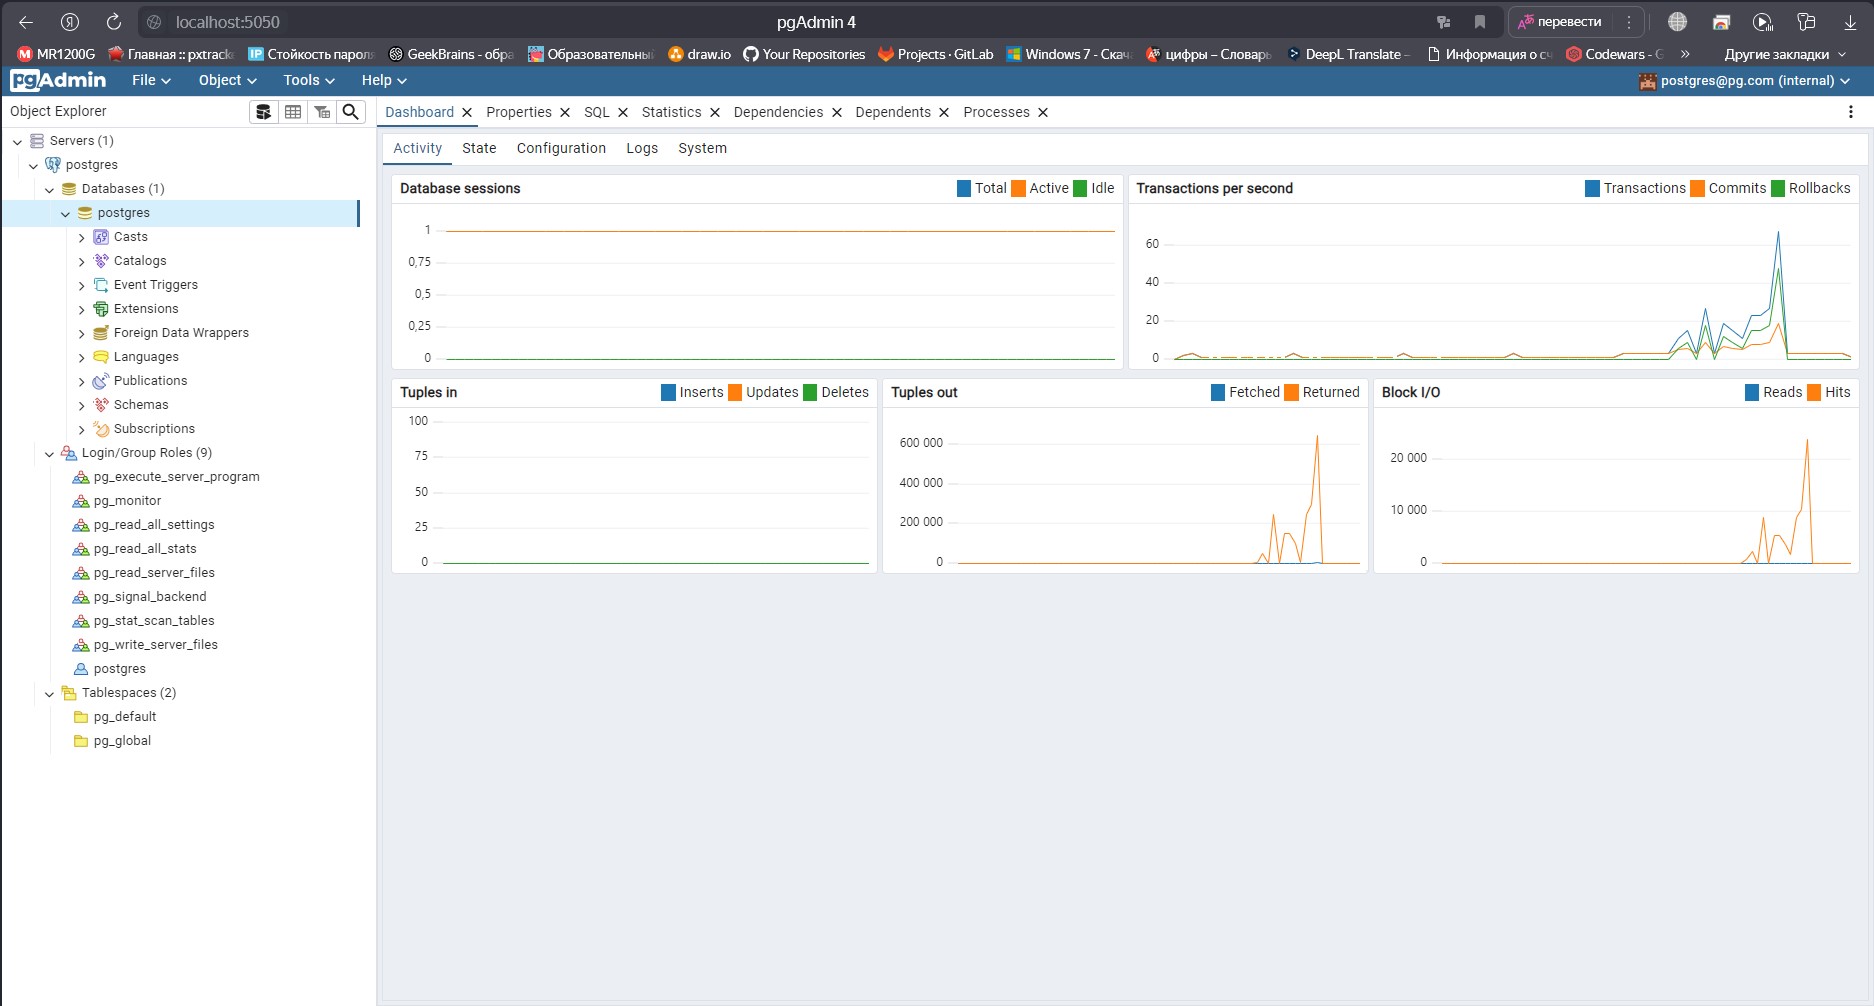 localhost:5050
pgAdmin 4
перевести
MR1200G
Главная :: pxtrack
IP Стойкость пароля
GeekBrains - обра
Образовательны
draw.io
Your Repositories
Projects · GitLab
Windows 7 - Скач
цифры – Словарь
DeepL Translate –
Информация о сч
Codewars - G
»
Другие закладки
pgAdmin
File
Object
Tools
Help
postgres@pg.com (internal)
Object Explorer
Dashboard
Properties
SQL
Statistics
Dependencies
Dependents
Processes
Servers (1)
postgres
Databases (1)
postgres
Casts
Catalogs
Event Triggers
Extensions
Foreign Data Wrappers
Languages
Publications
Schemas
Subscriptions
Login/Group Roles (9)
pg_execute_server_program
pg_monitor
pg_read_all_settings
pg_read_all_stats
pg_read_server_files
pg_signal_backend
pg_stat_scan_tables
pg_write_server_files
postgres
Tablespaces (2)
pg_default
pg_global
Activity
State
Configuration
Logs
System
Database sessions
Total Active Idle
1
0,75
0,5
0,25
0
Transactions per second
Transactions Commits Rollbacks
60
40
20
0
Tuples in
Inserts Updates Deletes
100
75
50
25
0
Tuples out
Fetched Returned
600 000
400 000
200 000
0
Block I/O
Reads Hits
20 000
10 000
0